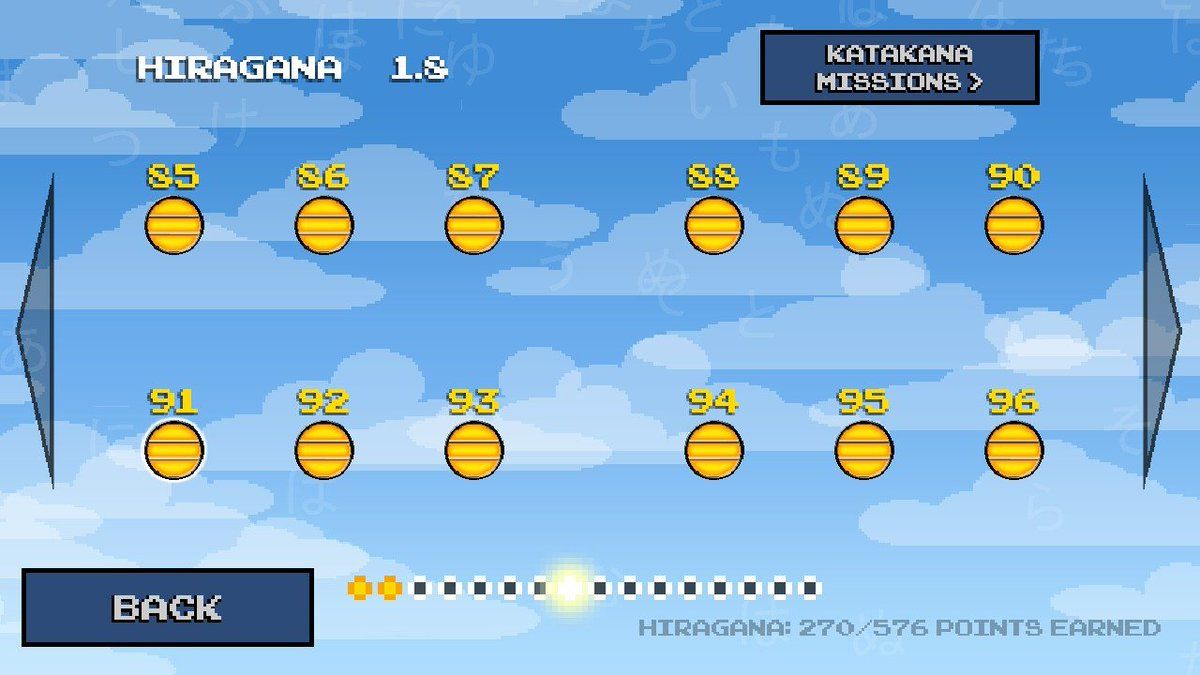 HIRAGANA 1.8
KATAKANA
MISSIONS >
85 86 87 88 89 90
91 92 93 94 95 96
BACK
HIRAGANA: 270/576 POINTS EARNED